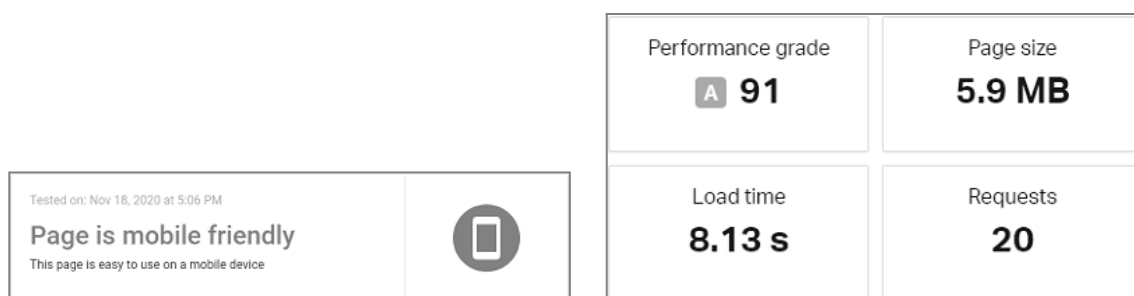 Tested on: Nov 18, 2020 at 5:06 PM
Page is mobile friendly
This page is easy to use on a mobile device
Performance grade
A 91
Page size
5.9 MB
Load time
8.13 s
Requests
20